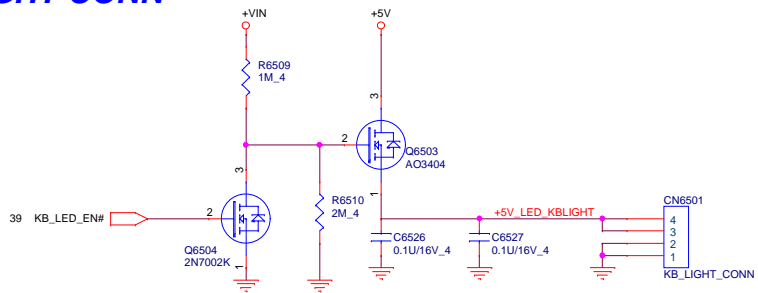 +VIN
+5V
R6509
1M_4
3
3
2
Q6503
AO3404
3
1
R6510
2M_4
+5V_LED_KBLIGHT
CN6501
39 KB_LED_EN#
2
4
3
2
1
C6526
0.1U/16V_4
C6527
0.1U/16V_4
Q6504
2N7002K
1
KB_LIGHT_CONN